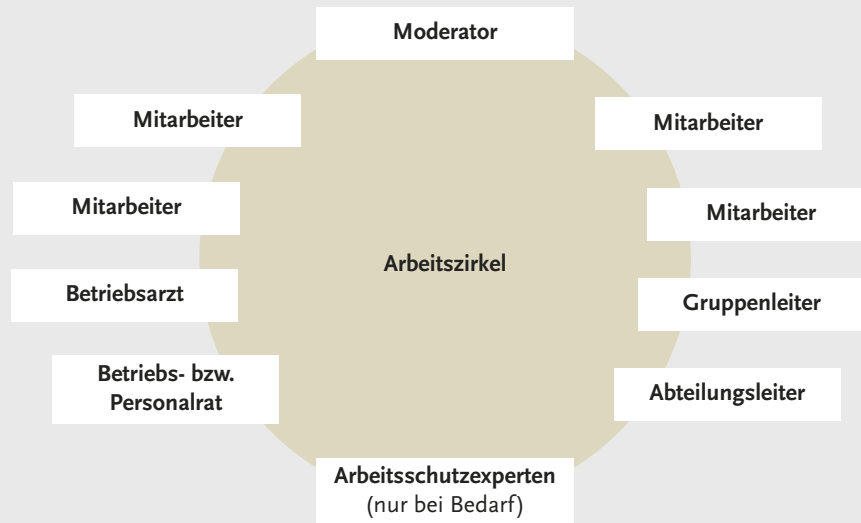 Moderator
Mitarbeiter
Mitarbeiter
Mitarbeiter
Mitarbeiter
Arbeitszirkel
Betriebsarzt
Gruppenleiter
Betriebs- bzw.
Personalrat
Abteilungsleiter
Arbeitsschutzexperten
(nur bei Bedarf)